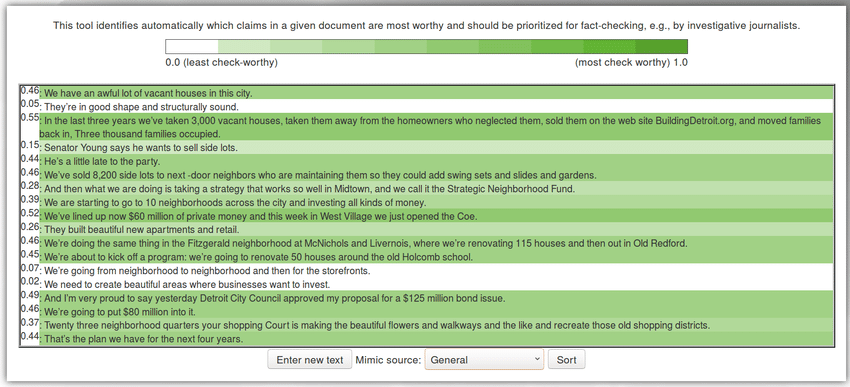 This tool identifies automatically which claims in a given document are most worthy and should be prioritized for fact-checking, e.g., by investigative journalists.
0.0 (least check-worthy) (most check worthy) 1.0
0.46: We have an awful lot of vacant houses in this city.
0.05: They're in good shape and structurally sound.
0.55: In the last three years we've taken 3,000 vacant houses, taken them away from the homeowners who neglected them, sold them on the web site BuildingDetroit.org, and moved families
back in, Three thousand families occupied.
0.15: Senator Young says he wants to sell side lots.
0.44: He's a little late to the party.
0.46: We've sold 8,200 side lots to next -door neighbors who are maintaining them so they could add swing sets and slides and gardens.
0.28: And then what we are doing is taking a strategy that works so well in Midtown, and we call it the Strategic Neighborhood Fund.
0.39: We are starting to go to 10 neighborhoods across the city and investing all kinds of money.
0.52: We've lined up now $60 million of private money and this week in West Village we just opened the Coe.
0.26: They built beautiful new apartments and retail.
0.46: We're doing the same thing in the Fitzgerald neighborhood at McNichols and Livernois, where we're renovating 115 houses and then out in Old Redford.
0.45: We're about to kick off a program: we're going to renovate 50 houses around the old Holcomb school.
0.07: We're going from neighborhood to neighborhood and then for the storefronts.
0.02: We need to create beautiful areas where businesses want to invest.
0.49: And I'm very proud to say yesterday Detroit City Council approved my proposal for a $125 million bond issue.
0.46: We're going to put $80 million into it.
0.37: Twenty three neighborhood quarters your shopping Court is making the beautiful flowers and walkways and the like and recreate those old shopping districts.
0.44: That's the plan we have for the next four years.
Enter new text Mimic source: General Sort